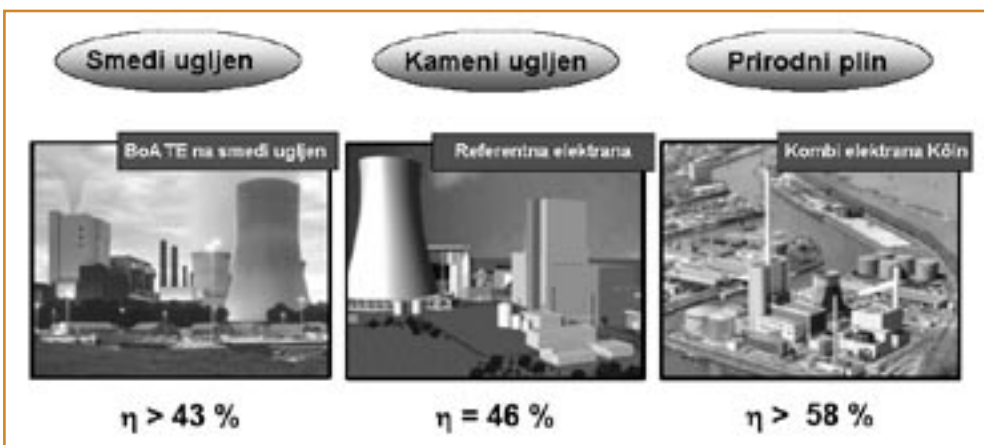 Smeđi ugljen
Kameni ugljen
Prirodni plin
BoA TE na smeđi ugljen
Referentna elektrana
Kombi elektrana Köln
η > 43 %
η = 46 %
η > 58 %